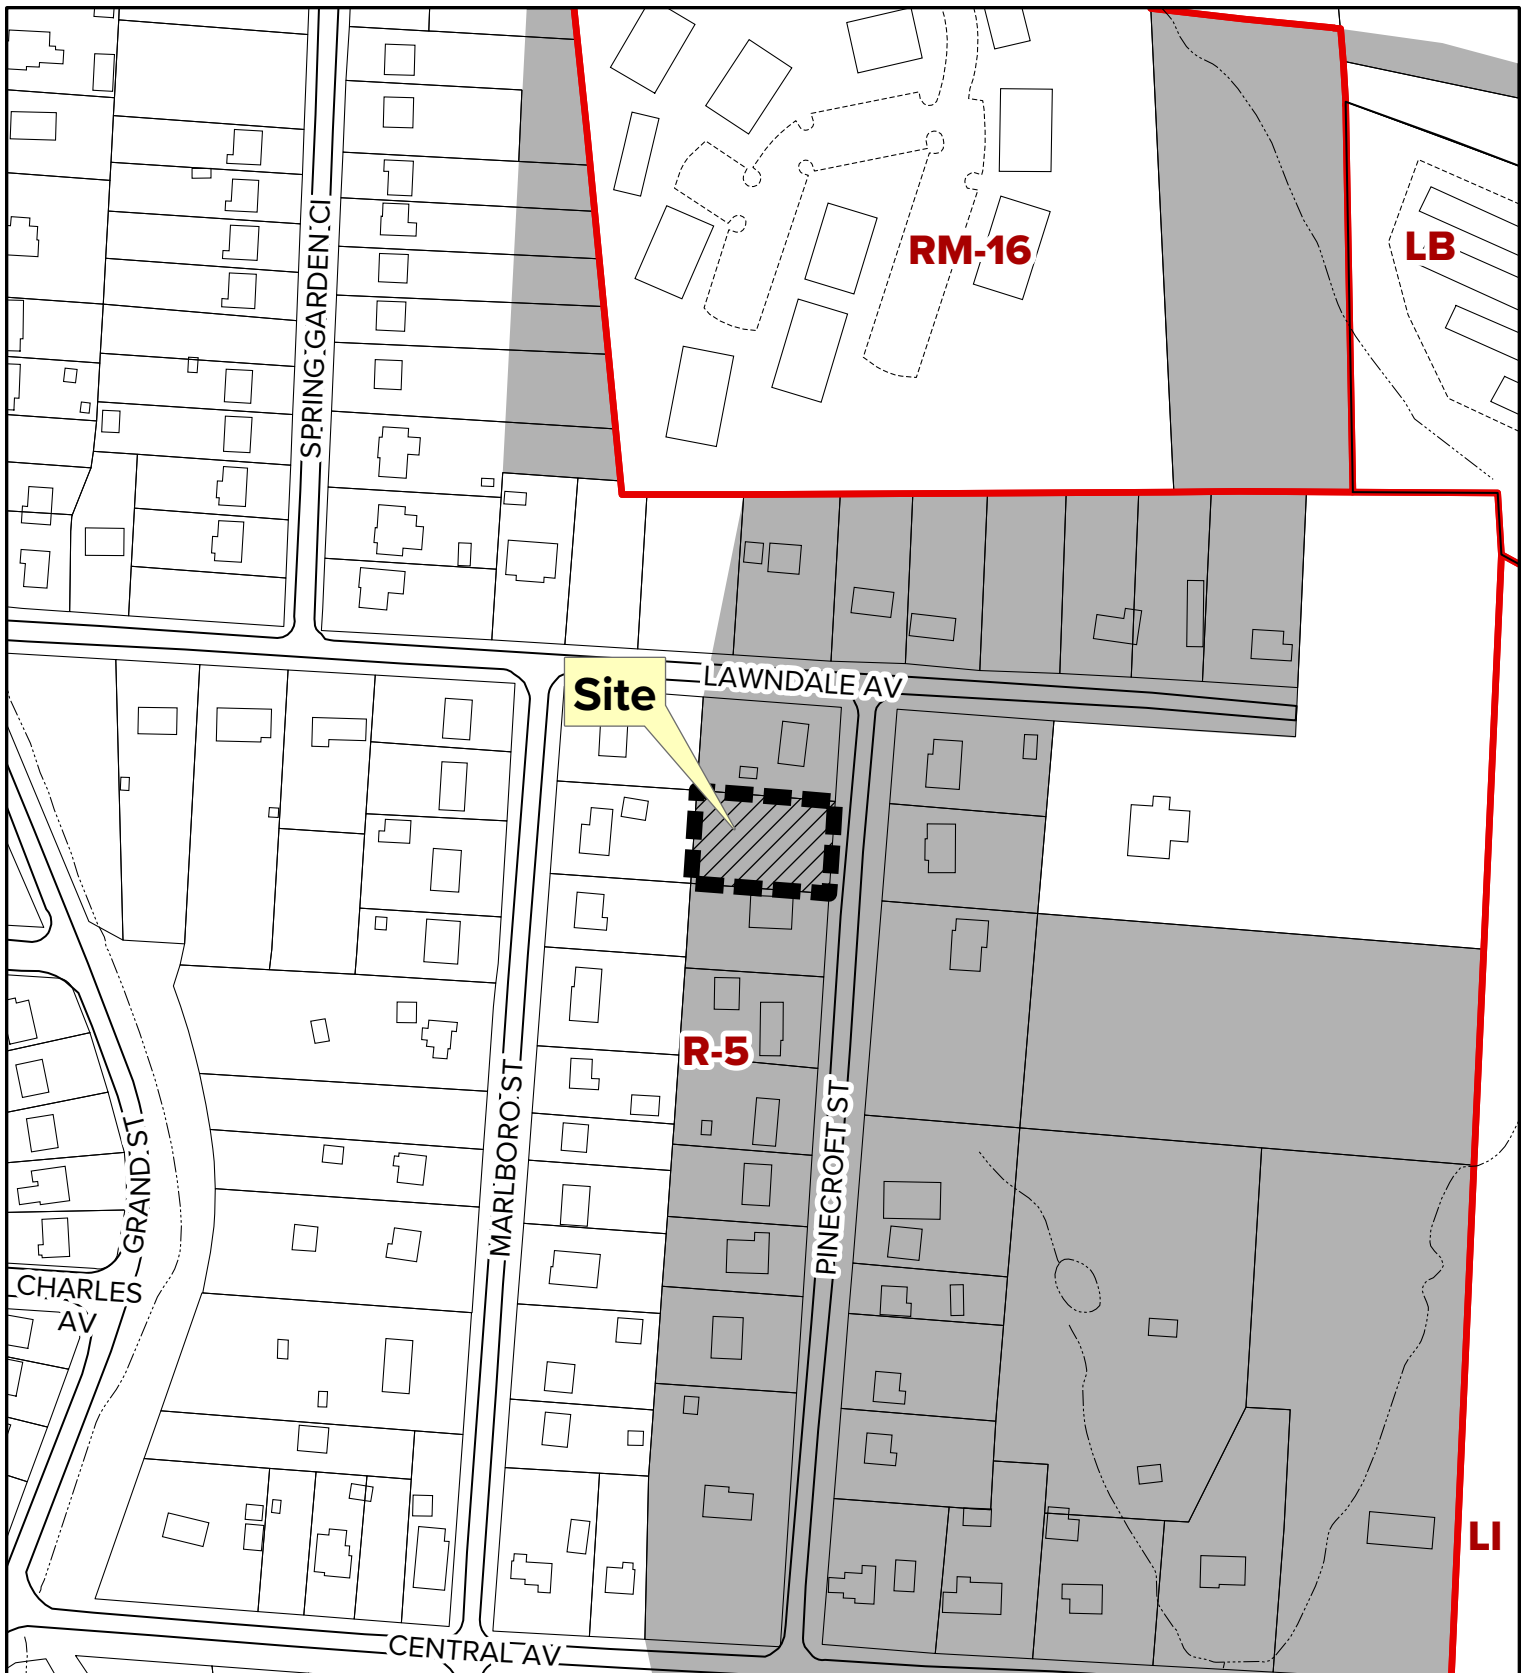 RM-16
LB
SPRING GARDEN CI
LAWNDALE AV
Site
R-5
MARLBORO ST
PINECROFT ST
GRAND ST
CHARLES
AV
LI
CENTRAL AV